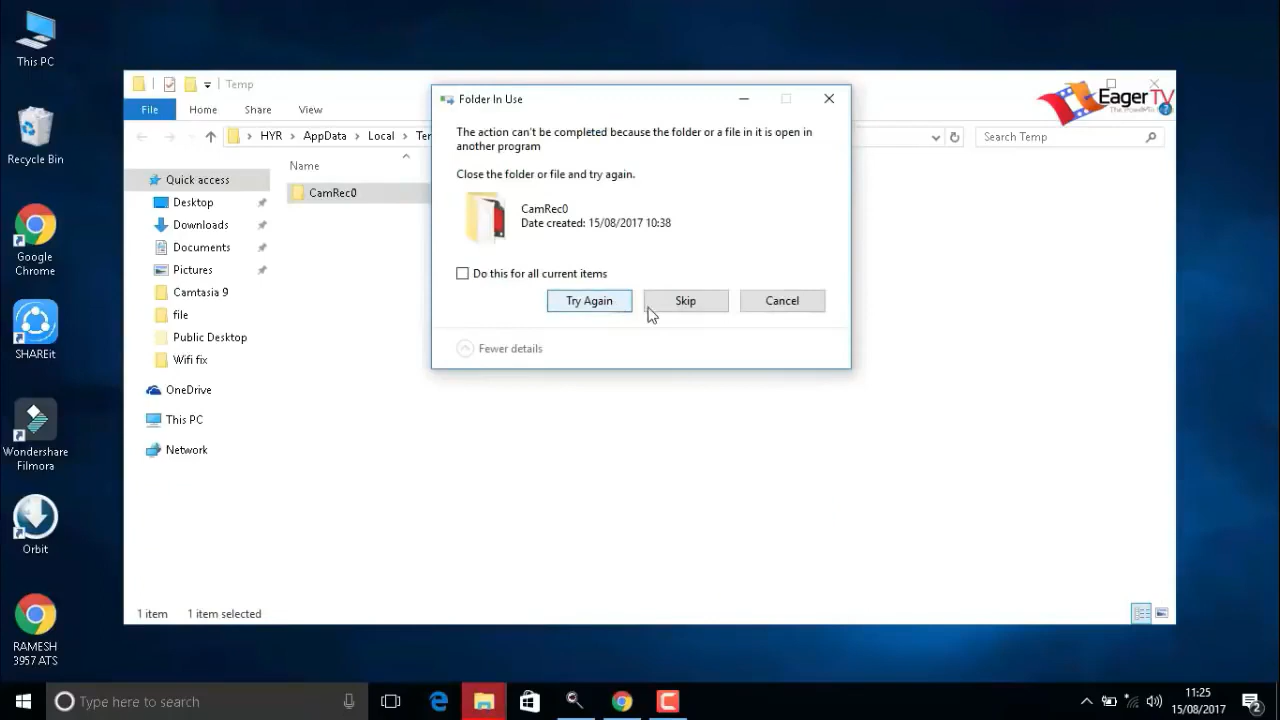 This PC
Recycle Bin
Google
Chrome
SHAREit
Wondershare
Filmora
Orbit
RAMESH
3957 ATS
Temp
File
Home
Share
View
HYR
AppData
Local
Search Temp
Quick access
Desktop
Downloads
Documents
Pictures
Camtasia 9
file
Public Desktop
Wifi fix
OneDrive
This PC
Network
Name
CamRec0
1 item
1 item selected
EagerTV
Folder In Use
The action can't be completed because the folder or a file in it is open in
another program
Close the folder or file and try again.
CamRec0
Date created: 15/08/2017 10:38
Do this for all current items
Try Again
Skip
Cancel
Fewer details
Type here to search
11:25
15/08/2017
2